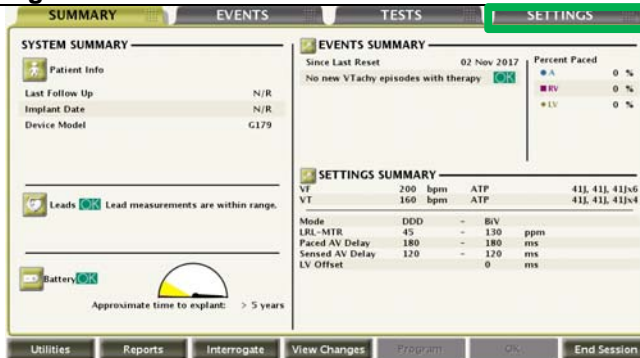 SUMMARY EVENTS TESTS SETTINGS
SYSTEM SUMMARY
Patient Info
Last Follow Up N/R
Implant Date N/R
Device Model G179
Leads OK Lead measurements are within range.
Battery OK
Approximate time to explant: > 5 years
EVENTS SUMMARY
Since Last Reset 02 Nov 2017
No new VTachy episodes with therapy OK
Percent Paced
A 0 %
RV 0 %
LV 0 %
SETTINGS SUMMARY
VF 200 bpm ATP 41J, 41J, 41Jx6
VT 160 bpm ATP 41J, 41J, 41Jx4
Mode DDD - BiV
LRL-MTR 45 - 130 ppm
Paced AV Delay 180 - 180 ms
Sensed AV Delay 120 - 120 ms
LV Offset 0 ms
Utilities Reports Interrogate View Changes Program OK End Session